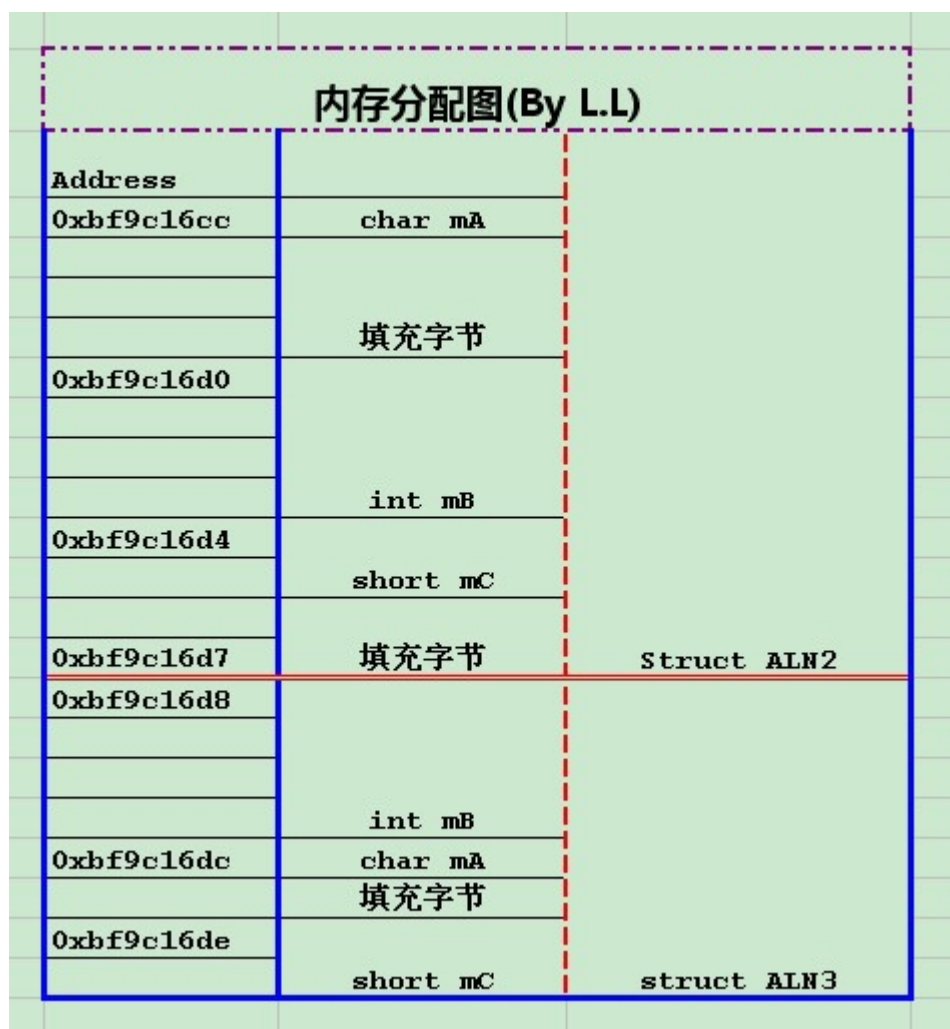 内存分配图(By L.L)
Address
0xbf9c16cc char mA
填充字节
0xbf9c16d0
int mB
0xbf9c16d4
short mC
0xbf9c16d7 填充字节 Struct ALN2
0xbf9c16d8
int mB
0xbf9c16dc char mA
填充字节
0xbf9c16de
short mC struct ALN3